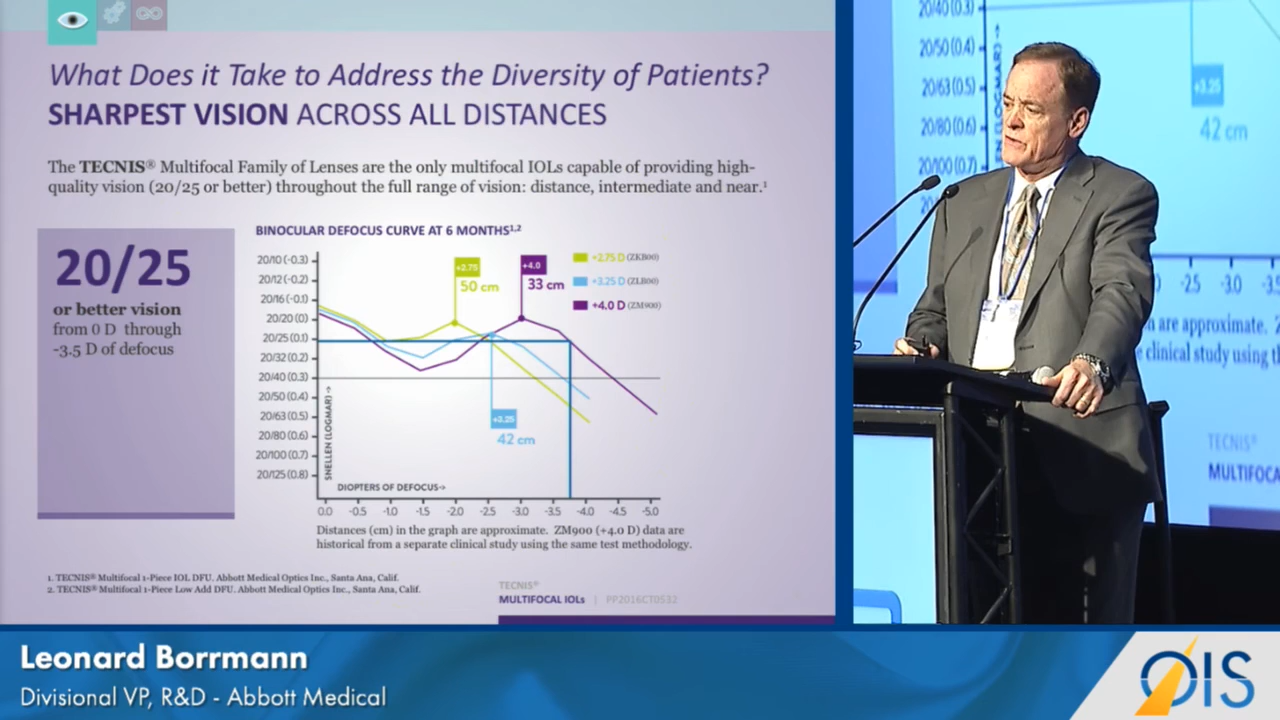 What Does it Take to Address the Diversity of Patients?
SHARPEST VISION ACROSS ALL DISTANCES
The TECNIS® Multifocal Family of Lenses are the only multifocal IOLs capable of providing high-
quality vision (20/25 or better) throughout the full range of vision: distance, intermediate and near.¹
20/25
or better vision
from 0 D through
-3.5 D of defocus
BINOCULAR DEFOCUS CURVE AT 6 MONTHS¹,²
20/10 (-0.3)
20/12 (-0.2)
20/16 (-0.1)
20/20 (0)
20/25 (0.1)
20/32 (0.2)
20/40 (0.3)
20/50 (0.4)
20/63 (0.5)
20/80 (0.6)
20/100 (0.7)
20/125 (0.8)
SNELLEN (LOGMAR) ->
+2.75
50 cm
+4.0
33 cm
+2.75 D (ZKB00)
+3.25 D (ZLB00)
+4.0 D (ZM900)
+3.25
42 cm
DIOPTERS OF DEFOCUS->
0.0 -0.5 -1.0 -1.5 -2.0 -2.5 -3.0 -3.5 -4.0 -4.5 -5.0
Distances (cm) in the graph are approximate. ZM900 (+4.0 D) data are
historical from a separate clinical study using the same test methodology.
1. TECNIS® Multifocal 1-Piece IOL DFU. Abbott Medical Optics Inc., Santa Ana, Calif.
2. TECNIS® Multifocal 1-Piece Low Add DFU. Abbott Medical Optics Inc., Santa Ana, Calif.
TECNIS®
MULTIFOCAL IOLs | PP2016CT0532
20/40 (0.3)
20/50 (0.4)
20/63 (0.5)
20/80 (0.6)
20/100 (0.7)
+3.25
42 cm
-2.5 -3.0
are approximate.
clinical study using
TECNIS®
MULTIFOC
Leonard Borrmann
Divisional VP, R&D - Abbott Medical
OIS